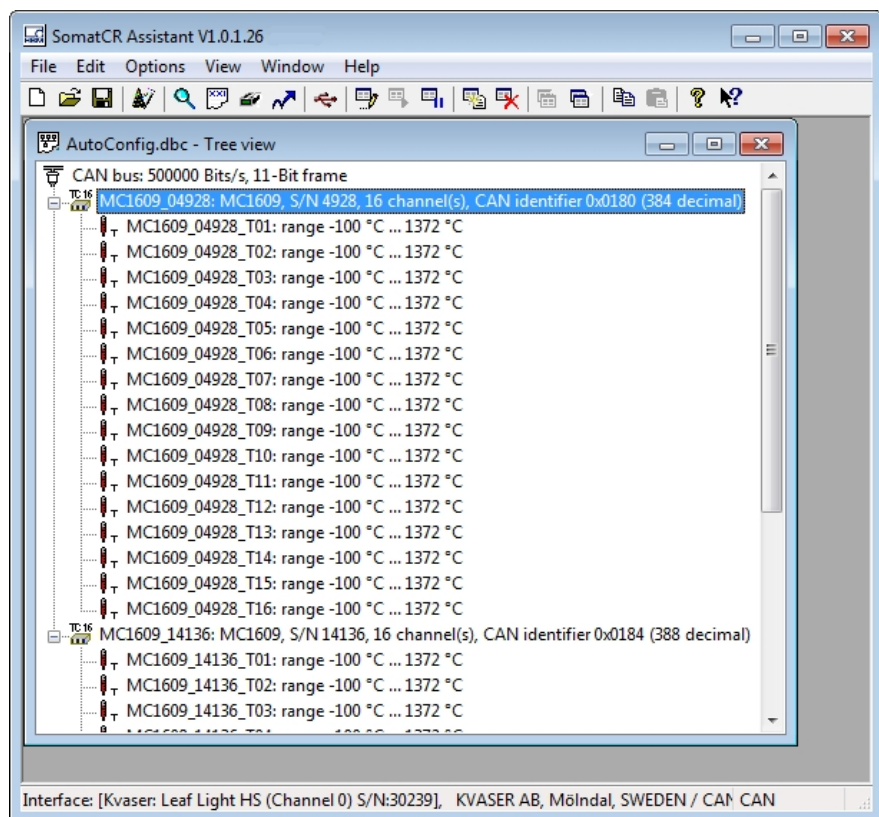 SomatCR Assistant V1.0.1.26
File Edit Options View Window Help
AutoConfig.dbc - Tree view
CAN bus: 500000 Bits/s, 11-Bit frame
TC 16
MC1609_04928: MC1609, S/N 4928, 16 channel(s), CAN identifier 0x0180 (384 decimal)
T MC1609_04928_T01: range -100 °C ... 1372 °C
T MC1609_04928_T02: range -100 °C ... 1372 °C
T MC1609_04928_T03: range -100 °C ... 1372 °C
T MC1609_04928_T04: range -100 °C ... 1372 °C
T MC1609_04928_T05: range -100 °C ... 1372 °C
T MC1609_04928_T06: range -100 °C ... 1372 °C
T MC1609_04928_T07: range -100 °C ... 1372 °C
T MC1609_04928_T08: range -100 °C ... 1372 °C
T MC1609_04928_T09: range -100 °C ... 1372 °C
T MC1609_04928_T10: range -100 °C ... 1372 °C
T MC1609_04928_T11: range -100 °C ... 1372 °C
T MC1609_04928_T12: range -100 °C ... 1372 °C
T MC1609_04928_T13: range -100 °C ... 1372 °C
T MC1609_04928_T14: range -100 °C ... 1372 °C
T MC1609_04928_T15: range -100 °C ... 1372 °C
T MC1609_04928_T16: range -100 °C ... 1372 °C
TC 16
MC1609_14136: MC1609, S/N 14136, 16 channel(s), CAN identifier 0x0184 (388 decimal)
T MC1609_14136_T01: range -100 °C ... 1372 °C
T MC1609_14136_T02: range -100 °C ... 1372 °C
T MC1609_14136_T03: range -100 °C ... 1372 °C
Interface: [Kvaser: Leaf Light HS (Channel 0) S/N:30239], KVASER AB, Mölndal, SWEDEN / CAN CAN